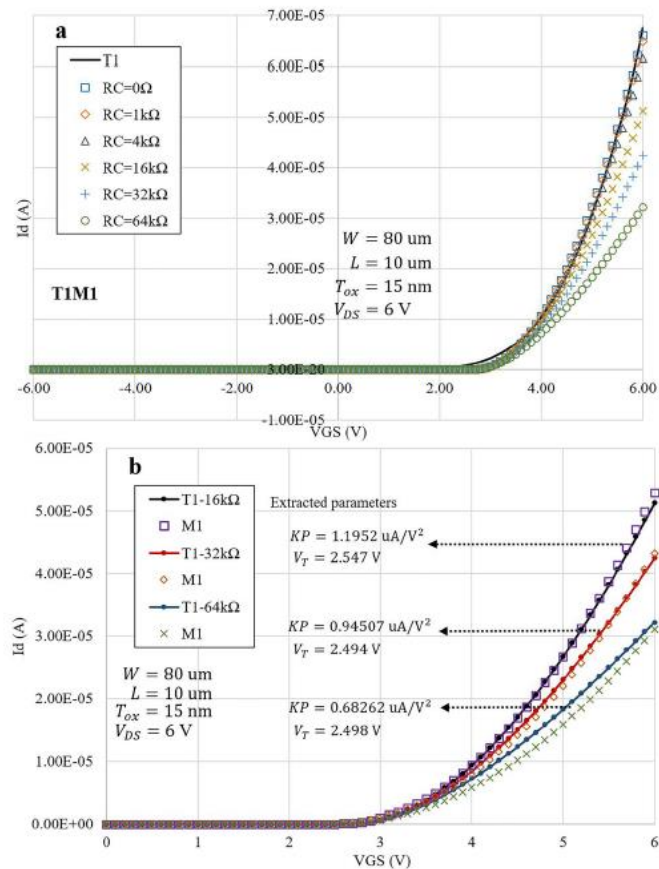 a
7.00E-05
T1
RC=0Ω
RC=1kΩ
RC=4kΩ
RC=16kΩ
RC=32kΩ
RC=64kΩ
6.00E-05
5.00E-05
4.00E-05
3.00E-05
2.00E-05
1.00E-05
3.00E-20
-1.00E-05
Id (A)
W = 80 um
L = 10 um
Tox = 15 nm
VDS = 6 V
T1M1
-6.00 -4.00 -2.00 0.00 2.00 4.00 6.00
VGS (V)
6.00E-05
b
T1-16kΩ
M1
T1-32kΩ
M1
T1-64kΩ
M1
Extracted parameters
KP = 1.1952 uA/V²
VT = 2.547 V
KP = 0.94507 uA/V²
VT = 2.494 V
KP = 0.68262 uA/V²
VT = 2.498 V
5.00E-05
4.00E-05
3.00E-05
2.00E-05
1.00E-05
0.00E+00
Id (A)
W = 80 um
L = 10 um
Tox = 15 nm
VDS = 6 V
0 1 2 3 4 5 6
VGS (V)